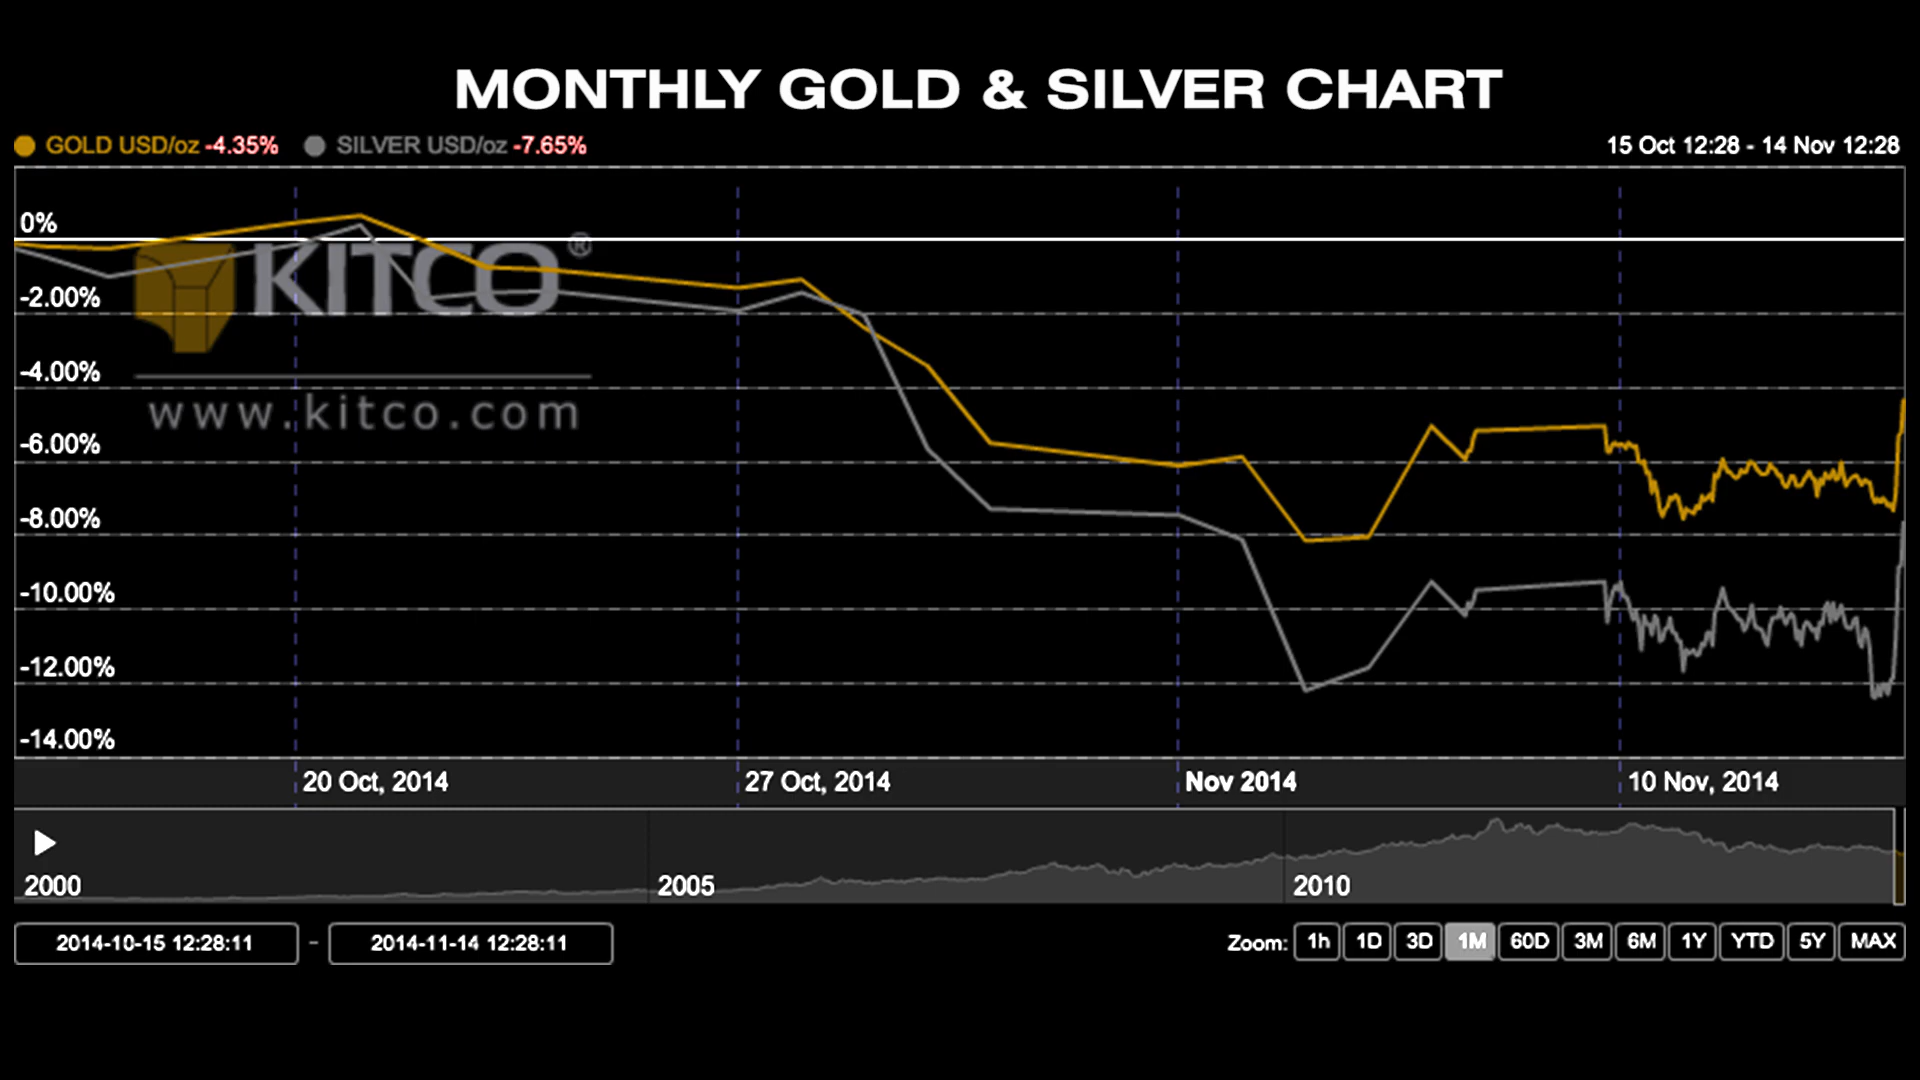 MONTHLY GOLD & SILVER CHART
GOLD USD/oz -4.35% SILVER USD/oz -7.65% 15 Oct 12:28 - 14 Nov 12:28
0%
KITCO®
-2.00%
-4.00%
www.kitco.com
-6.00%
-8.00%
-10.00%
-12.00%
-14.00%
20 Oct, 2014 27 Oct, 2014 Nov 2014 10 Nov, 2014
2000 2005 2010
2014-10-15 12:28:11 - 2014-11-14 12:28:11 Zoom: 1h 1D 3D 1M 60D 3M 6M 1Y YTD 5Y MAX